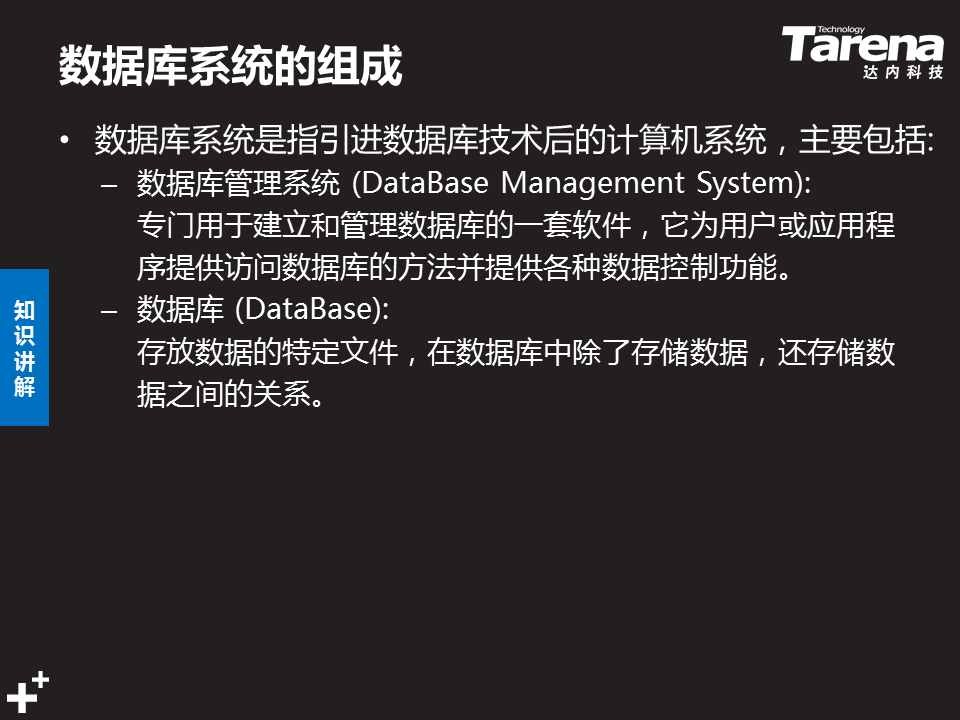 数据库系统的组成
Technology
Tarena
达内科技
• 数据库系统是指引进数据库技术后的计算机系统，主要包括:
– 数据库管理系统 (DataBase Management System):
专门用于建立和管理数据库的一套软件，它为用户或应用程
序提供访问数据库的方法并提供各种数据控制功能。
– 数据库 (DataBase):
存放数据的特定文件，在数据库中除了存储数据，还存储数
据之间的关系。
知
识
讲
解